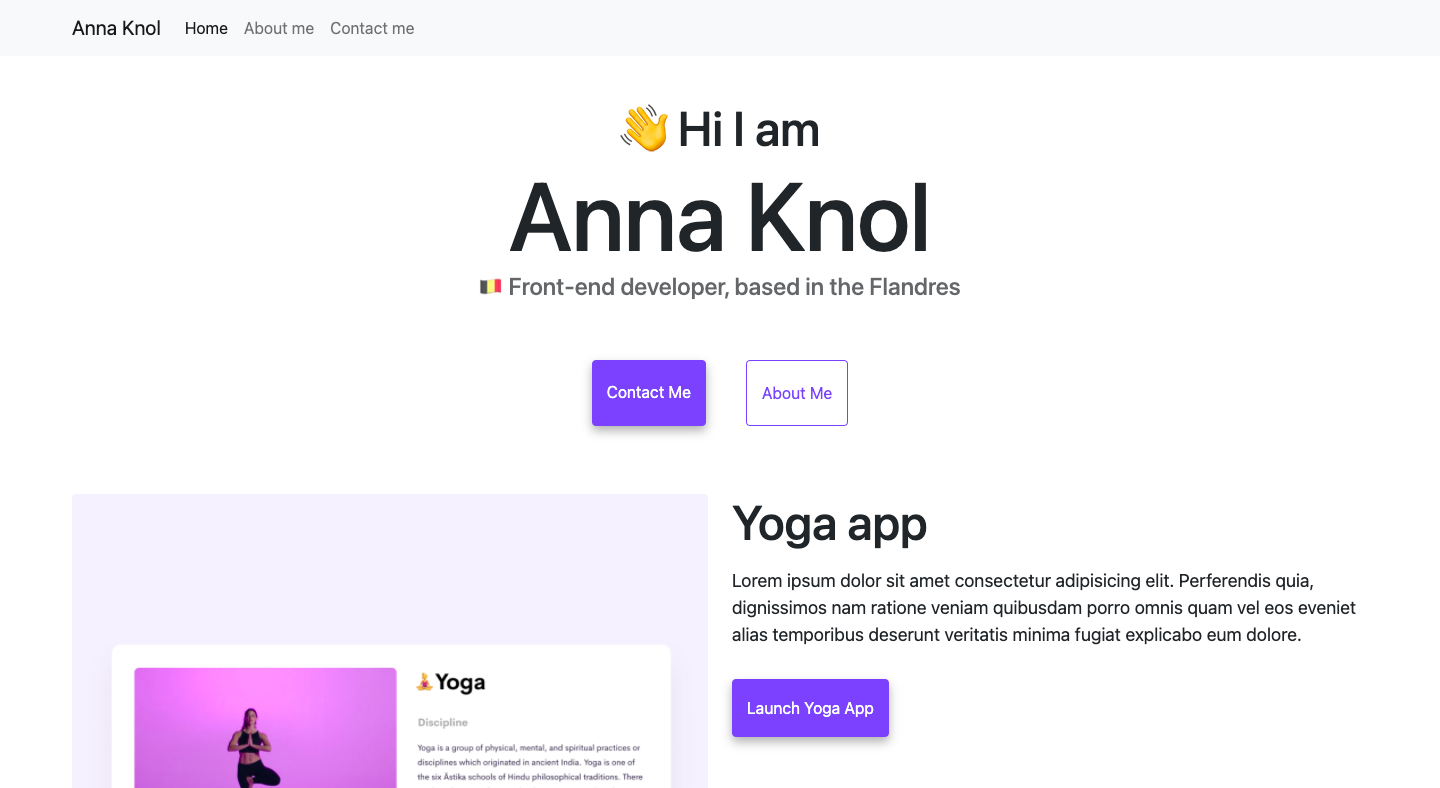 Anna Knol Home About me Contact me
👋 Hi I am
Anna Knol
🇧🇪 Front-end developer, based in the Flandres
Contact Me About Me
Yoga app
Lorem ipsum dolor sit amet consectetur adipisicing elit. Perferendis quia,
dignissimos nam ratione veniam quibusdam porro omnis quam vel eos eveniet
alias temporibus deserunt veritatis minima fugiat explicabo eum dolore.
Launch Yoga App
🧘Yoga
Discipline
Yoga is a group of physical, mental, and spiritual practices or
disciplines which originated in ancient India. Yoga is one of
the six Āstika schools of Hindu philosophical traditions. There